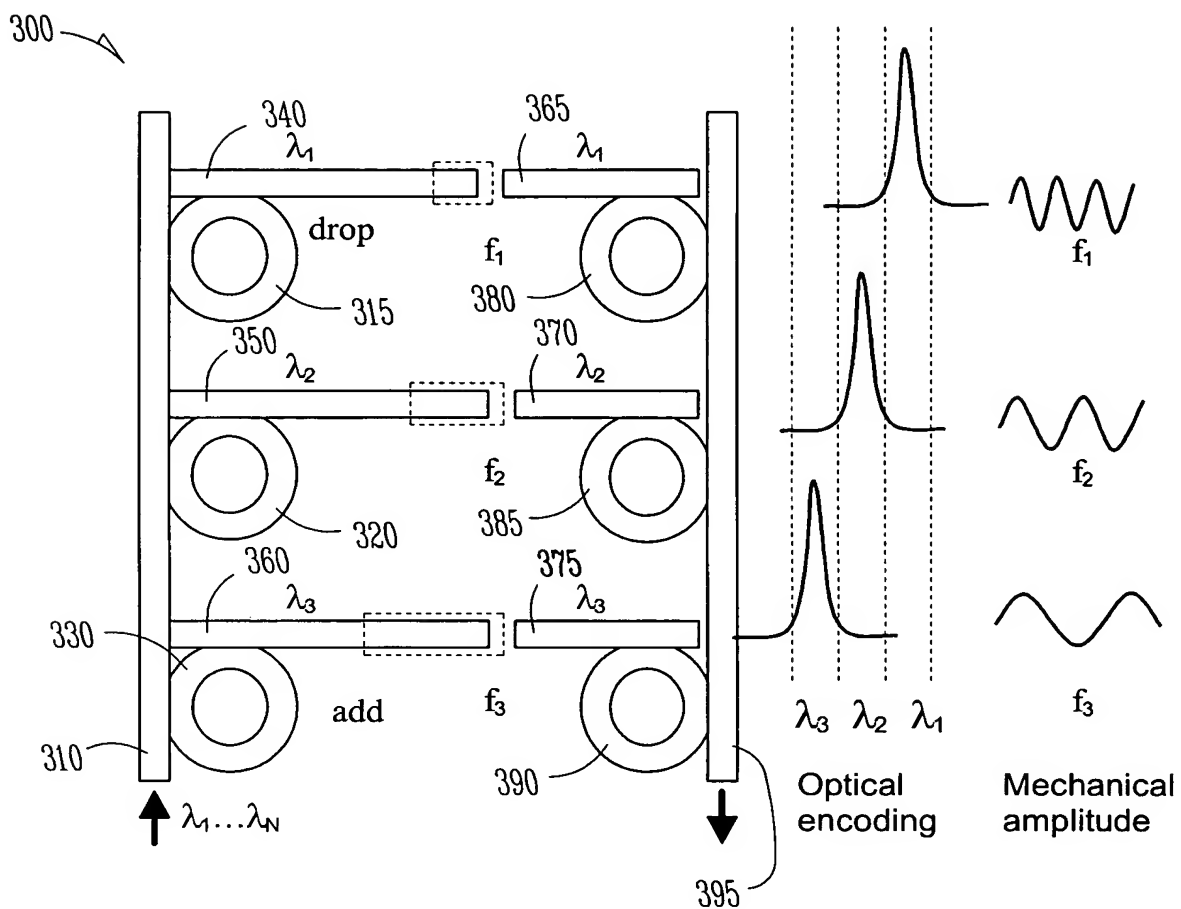 300
340
λ₁
365
λ₁
drop
f₁
315
380
f₁
350
λ₂
370
λ₂
f₂
320
385
f₂
360
λ₃
375
λ₃
330
add
f₃
f₃
310
390
λ₃ λ₂ λ₁
λ₁...λN
Optical
encoding
Mechanical
amplitude
395